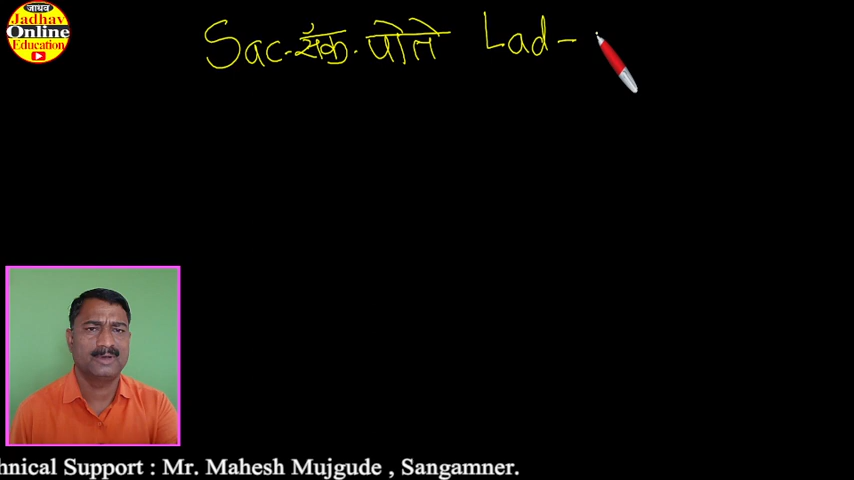 जाधव
Jadhav
Online
Education
Sac - सॅक - पोते Lad -
hnical Support : Mr. Mahesh Mujgude , Sangamner.